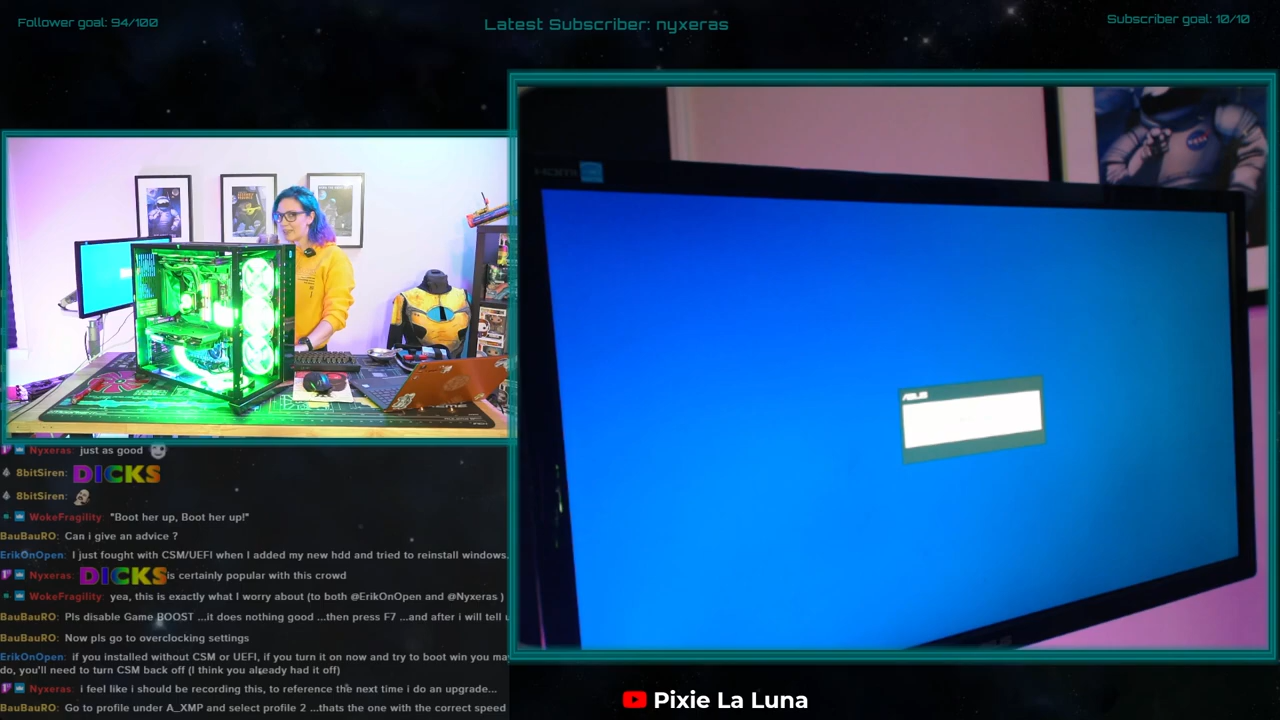 Follower goal: 94/100
Latest Subscriber: nyxeras
Subscriber goal: 10/10
HDMI
ASUS
Nyxeras: just as good
8bitSiren: DICKS
8bitSiren:
WokeFragility: "Boot her up, Boot her up!"
BauBauRO: Can i give an advice ?
ErikOnOpen: I just fought with CSM/UEFI when I added my new hdd and tried to reinstall windows.
Nyxeras: DICKS is certainly popular with this crowd
WokeFragility: yea, this is exactly what I worry about (to both @ErikOnOpen and @Nyxeras )
BauBauRO: Pls disable Game BOOST ...it does nothing good ...then press F7 ...and after i will tell u
BauBauRO: Now pls go to overclocking settings
ErikOnOpen: if you installed without CSM or UEFI, if you turn it on now and try to boot win you ma
do, you'll need to turn CSM back off (I think you already had it off)
Nyxeras: i feel like i should be recording this, to reference the next time i do an upgrade...
BauBauRO: Go to profile under A_XMP and select profile 2 ...thats the one with the correct speed
Pixie La Luna